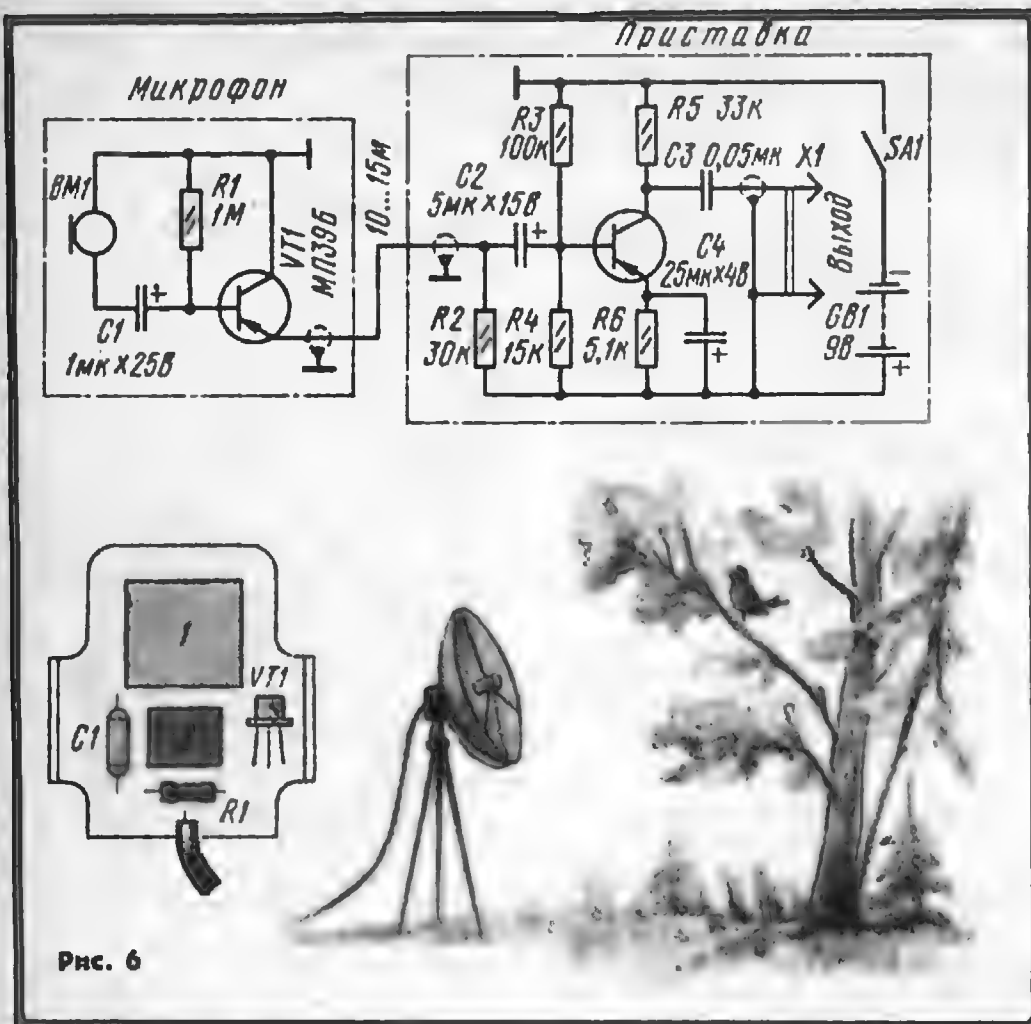 Приставка
Микрофон
BM1
R1
1М
VT1
МП39Б
C1
1мк×25В
10...15м
C2
5мк×15В
R2
30к
R3
100к
R4
15к
R5 33к
C3 0,05мк X1
C4
25мк×4В
R6
5,1к
Выход
SA1
GB1
9В
1
VT1
C1
R1
Рис. 6